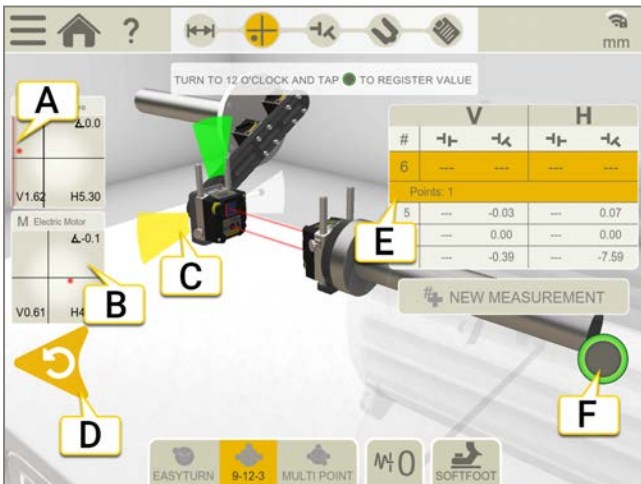 ?
mm
TURN TO 12 O'CLOCK AND TAP TO REGISTER VALUE
A
0.0
V1.62 H5.30
M Electric Motor
-0.1
V0.61 H4
B
C
D
V H
#
6 --- --- --- ---
Points: 1
5 --- -0.03 --- 0.07
--- 0.00 --- 0.00
--- -0.39 --- -7.59
E
NEW MEASUREMENT
F
EASYTURN 9-12-3 MULTI POINT 0 SOFTFOOT